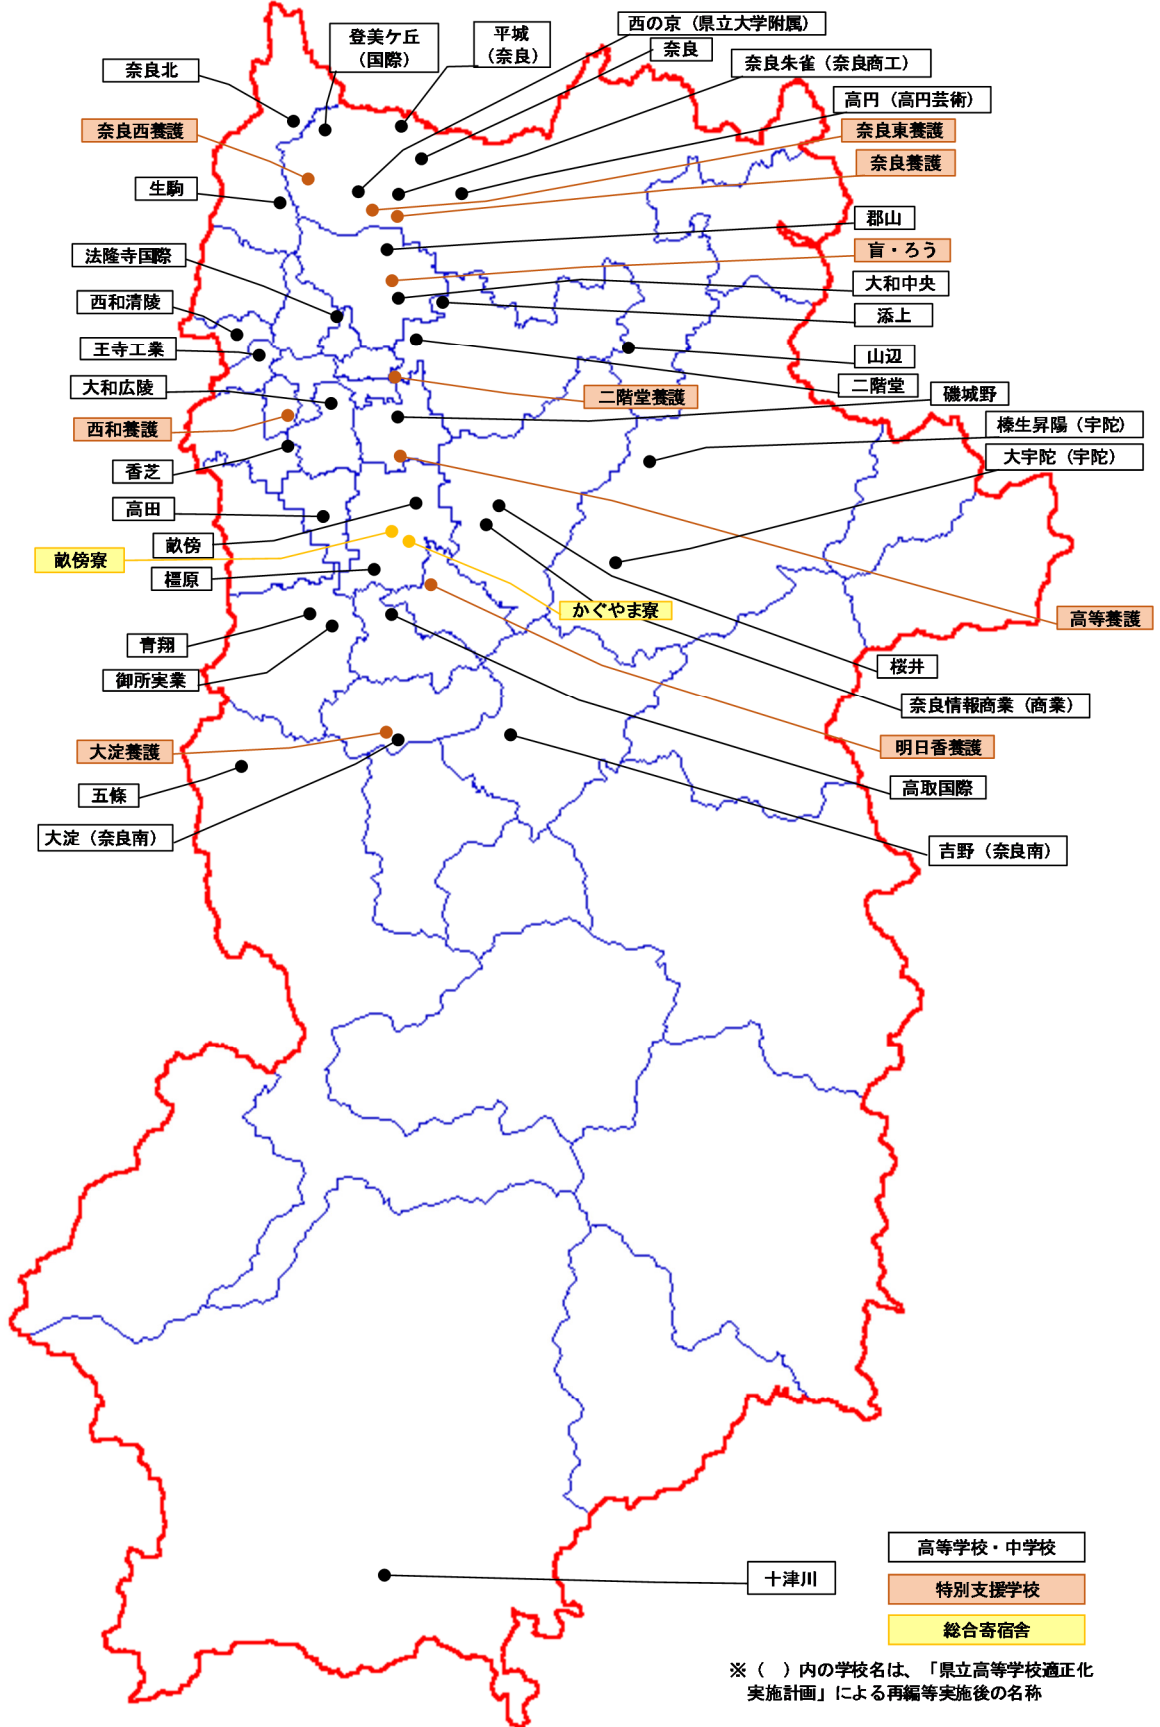 西の京（県立大学附属）
登美ケ丘
（国際）
平城
（奈良）
奈良
奈良北
奈良朱雀（奈良商工）
高円（高円芸術）
奈良西養護
奈良東養護
奈良養護
生駒
郡山
法隆寺国際
盲・ろう
大和中央
西和清陵
添上
王寺工業
山辺
大和広陵
二階堂
二階堂養護
磯城野
西和養護
榛生昇陽（宇陀）
大宇陀（宇陀）
香芝
高田
畝傍
畝傍寮
橿原
かぐやま寮
高等養護
青翔
御所実業
桜井
奈良情報商業（商業）
大淀養護
明日香養護
五條
高取国際
大淀（奈良南）
吉野（奈良南）
十津川
高等学校・中学校
特別支援学校
総合寄宿舎
※（　）内の学校名は、「県立高等学校適正化
実施計画」による再編等実施後の名称